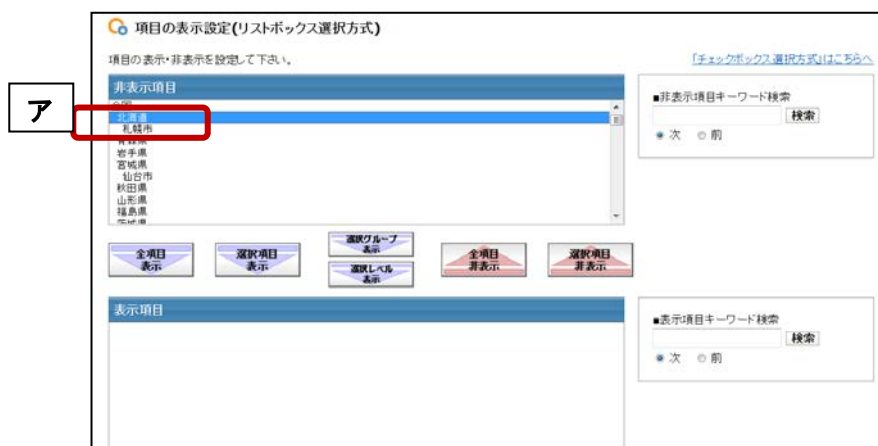 項目の表示設定(リストボックス選択方式)
項目の表示・非表示を設定して下さい。
「チェックボックス選択方式」はこちらへ
非表示項目
ア
全国
北海道
札幌市
青森県
岩手県
宮城県
仙台市
秋田県
山形県
福島県
茨城県
■非表示項目キーワード検索
検索
次 前
全項目
表示
選択項目
表示
選択グループ
表示
選択レベル
表示
全項目
非表示
選択項目
非表示
表示項目
■表示項目キーワード検索
検索
次 前